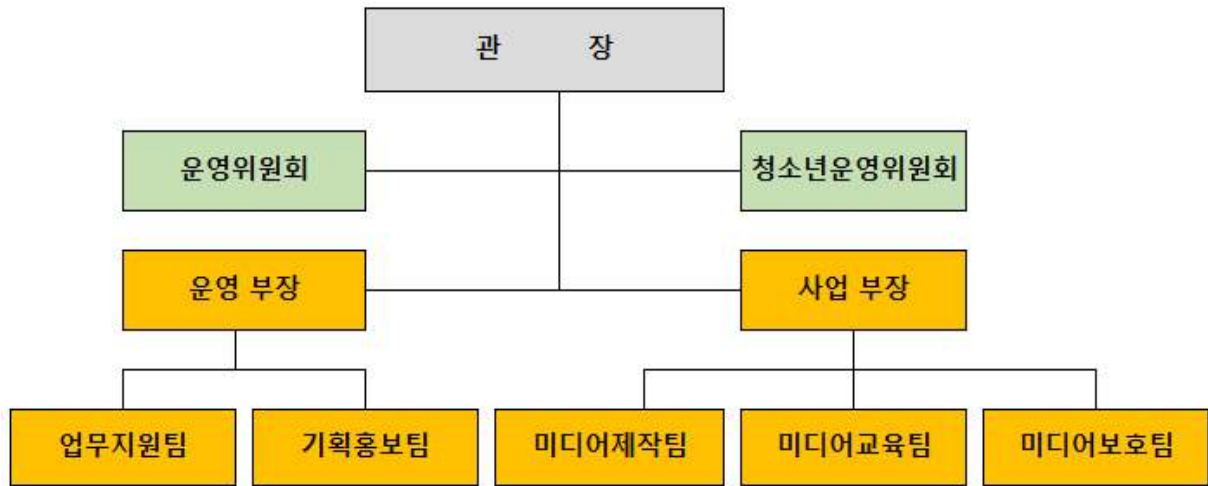 관 장
운영위원회
청소년운영위원회
운영 부장
사업 부장
업무지원팀
기획홍보팀
미디어제작팀
미디어교육팀
미디어보호팀